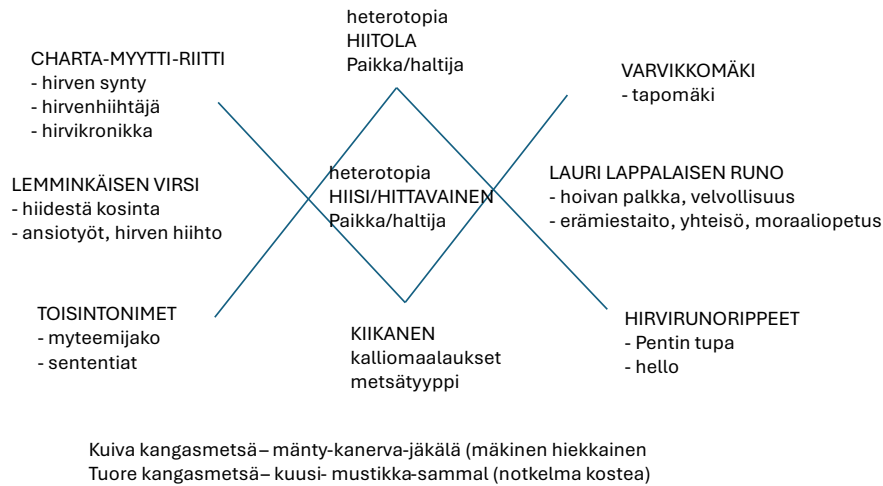 heterotopia
HIITOLA
Paikka/haltija
CHARTA-MYYTTI-RIITTI
- hirven synty
- hirvenhiihtäjä
- hirvikronikka
VARVIKKOMÄKI
- tapomäki
LEMMINKÄISEN VIRSI
- hiidestä kosinta
- ansiotyöt, hirven hiihto
heterotopia
HIISI/HITTAVAINEN
Paikka/haltija
LAURI LAPPALAISEN RUNO
- hoivan palkka, velvollisuus
- erämiestaito, yhteisö, moraaliopetus
TOISINTONIMET
- myteemijako
- sententiat
KIIKANEN
kalliomaalaukset
metsätyyppi
HIRVIRUNORIPPEET
- Pentin tupa
- hello
Kuiva kangasmetsä – mänty-kanerva-jäkälä (mäkinen hiekkainen
Tuore kangasmetsä – kuusi- mustikka-sammal (notkelma kostea)